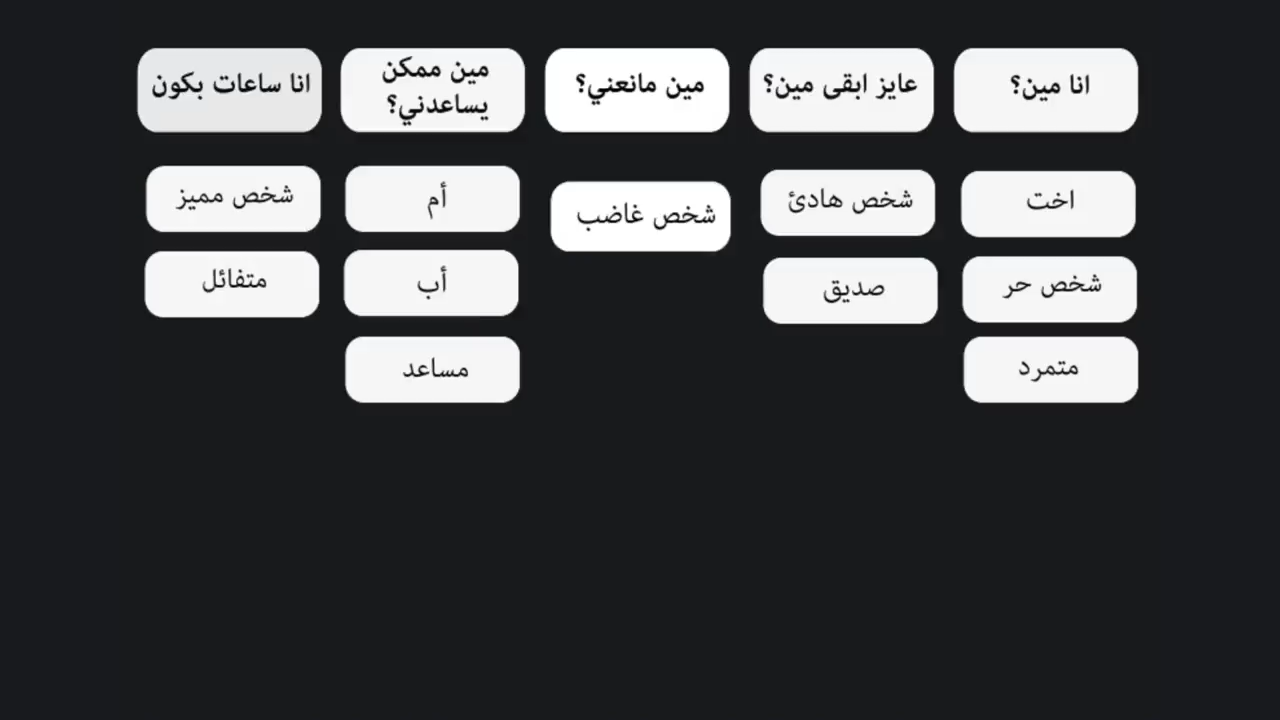 انا مين؟
عايز ابقى مين؟
مين مانعني؟
مين ممكن
يساعدني؟
انا ساعات بكون
اخت
شخص هادئ
شخص غاضب
أم
شخص مميز
شخص حر
صديق
أب
متفائل
متمرد
مساعد